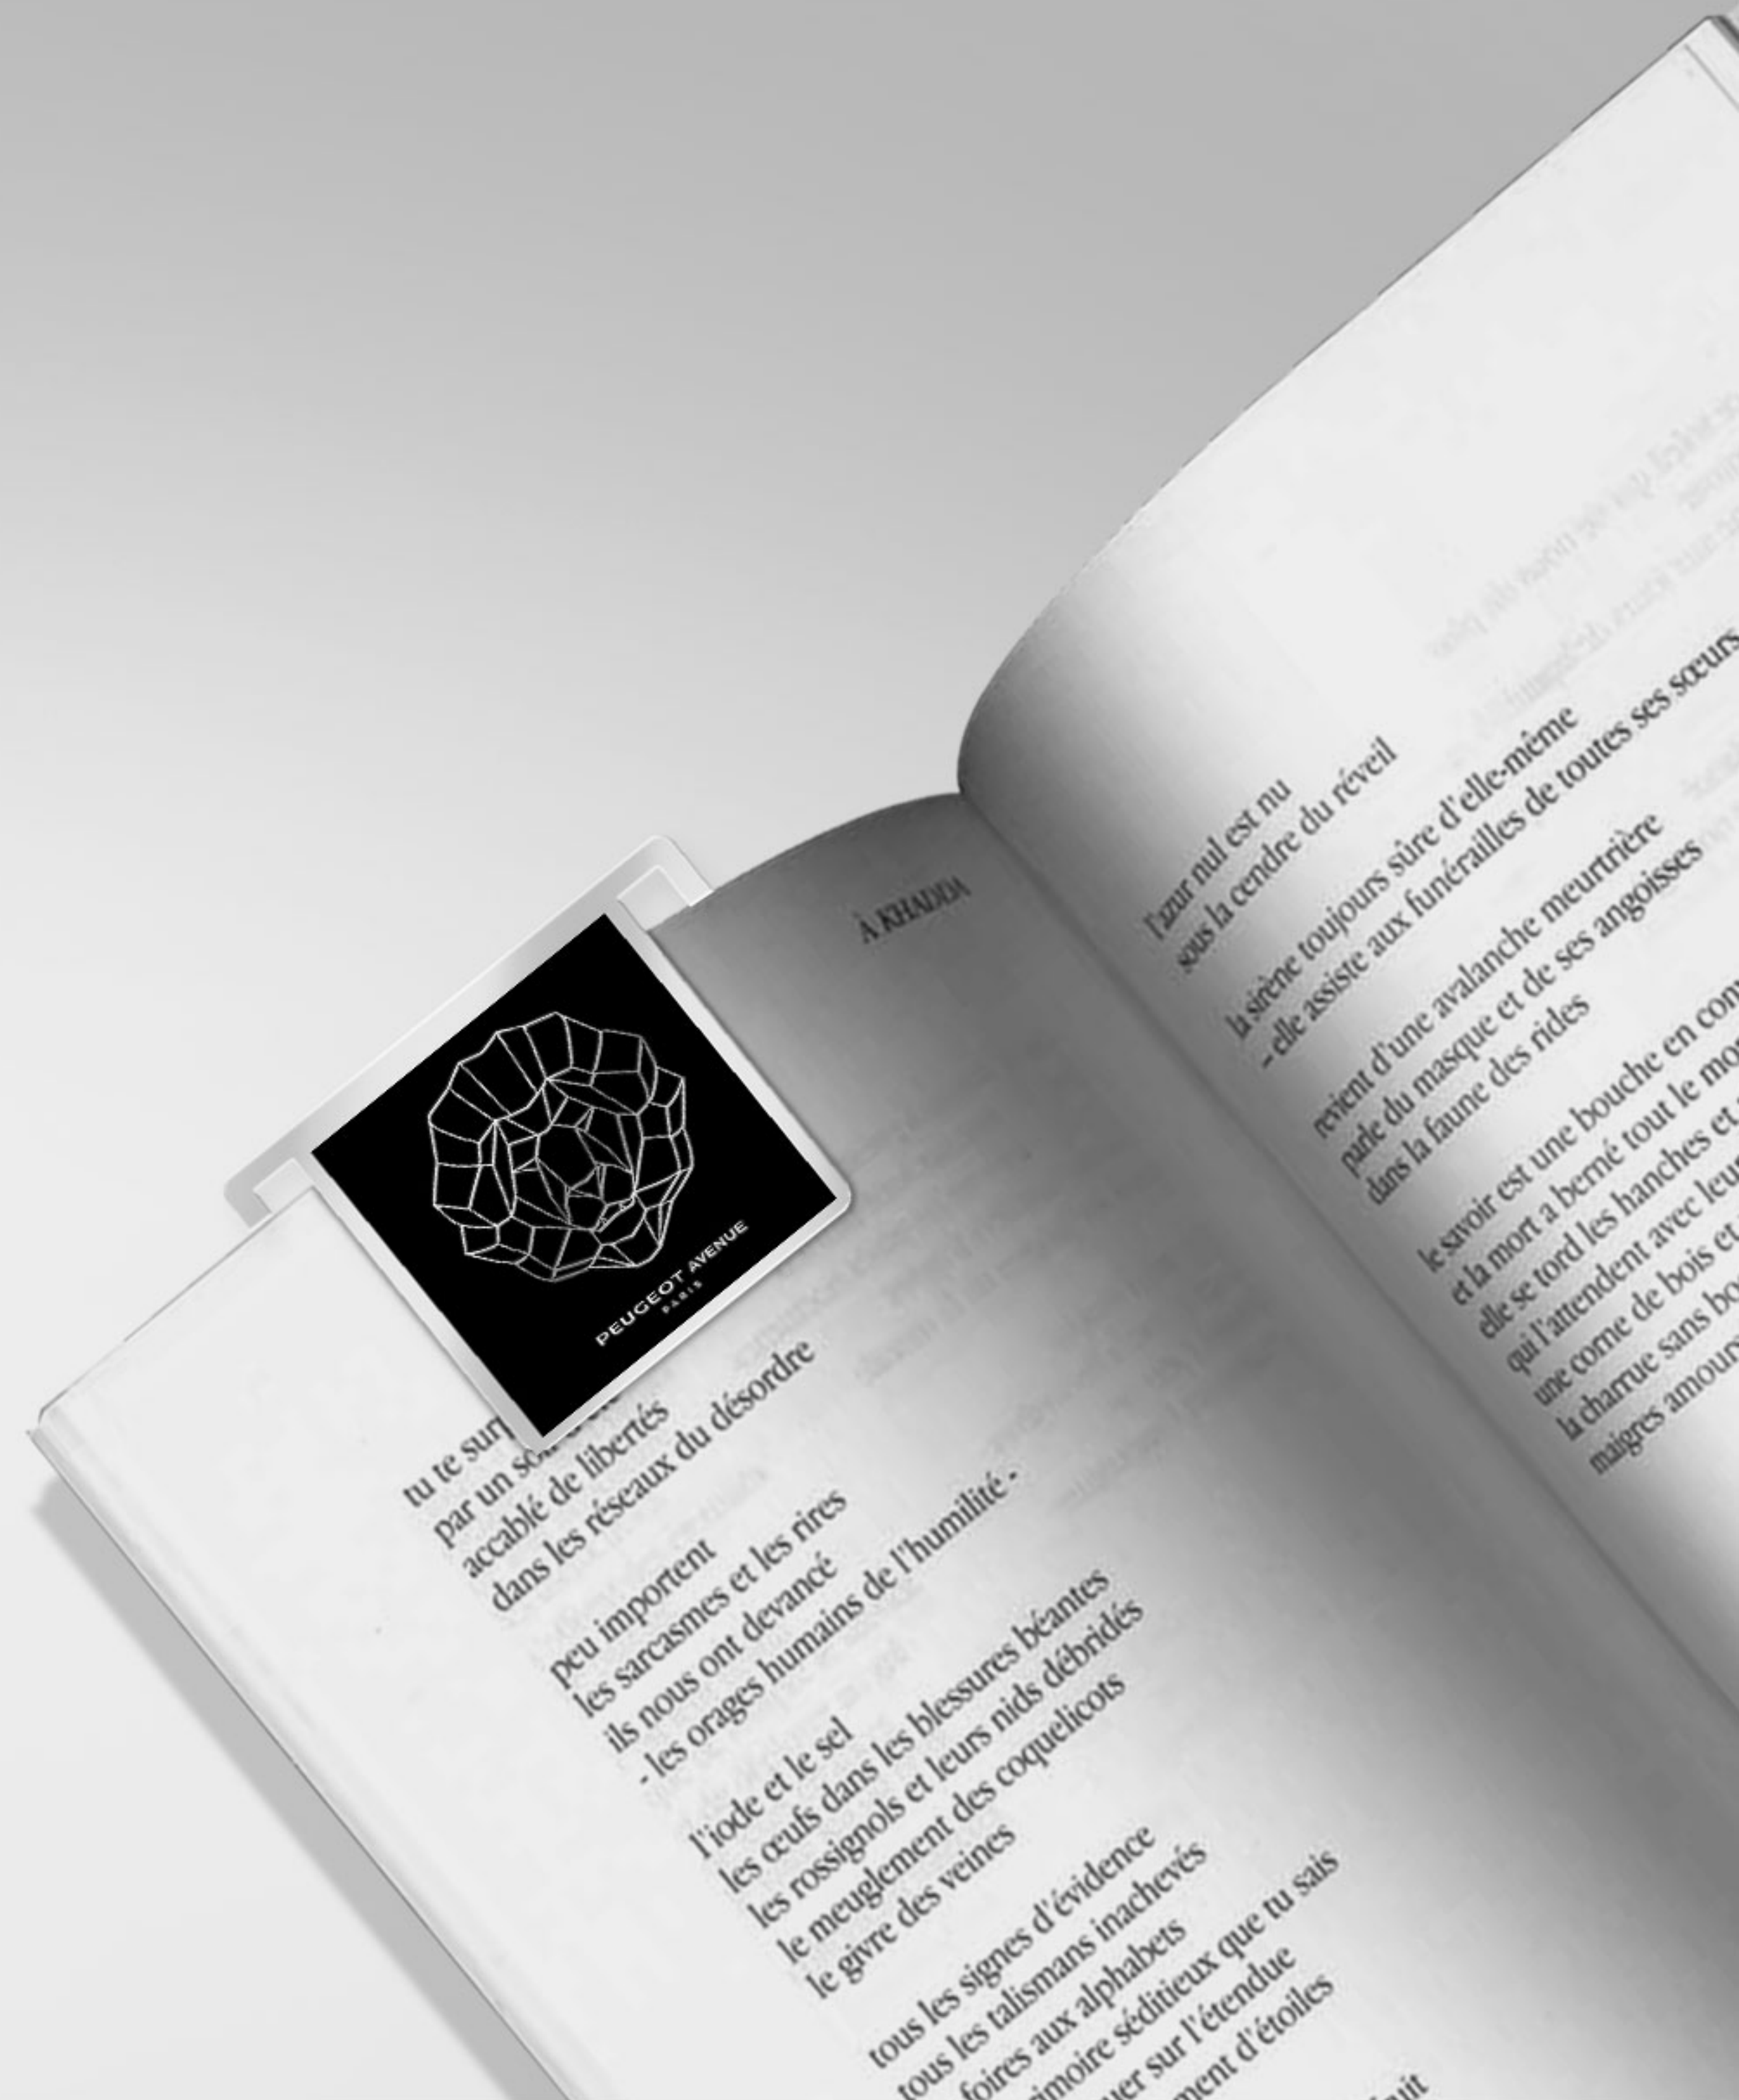 À KHADDA
PEUGEOT AVENUE
PARIS
tu te
par un
accablé de libertés
dans les réseaux du désordre
peu importent
les sarcasmes et les rires
ils nous ont devancé
- les orages humains de l'humilité -
l'iode et le sel
les œufs dans les blessures béantes
les rossignols et leurs nids débridés
le meuglement des coquelicots
le givre des veines
tous les signes d'évidence
tous les talismans inachevés
foires aux alphabets
séditieux que tu sais
sur l'étendue
d'étoiles
l'azur nul est nu
sous la cendre du réveil
la sirène toujours sûre d'elle-même
- elle assiste aux funérailles de toutes ses sœurs
revient d'une avalanche meurtrière
parle du masque et de ses angoisses
dans la faune des rides
le savoir est une bouche en
et la mort a berné tout le
elle se tord les hanches et
qui l'attendent avec
une corne de bois et
la charrue sans
maigres